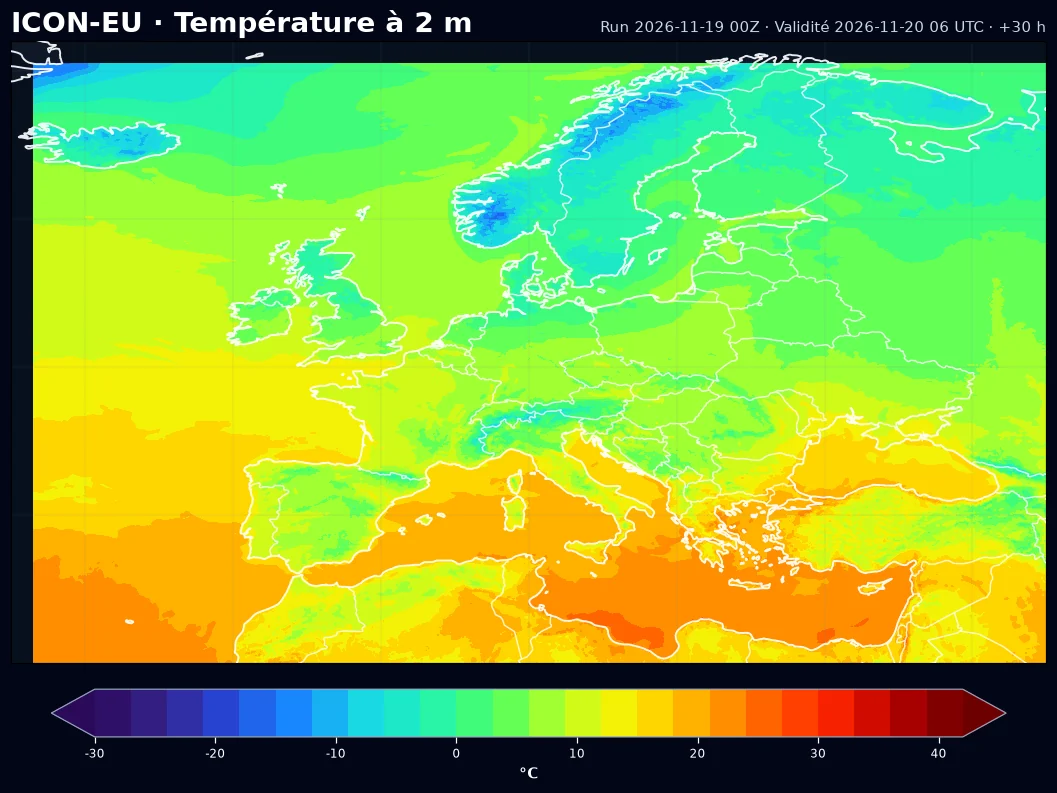 ICON-EU · Température à 2 m
Run 2026-11-19 00Z · Validité 2026-11-20 06 UTC · +30 h
-30 -20 -10 0 10 20 30 40
°C